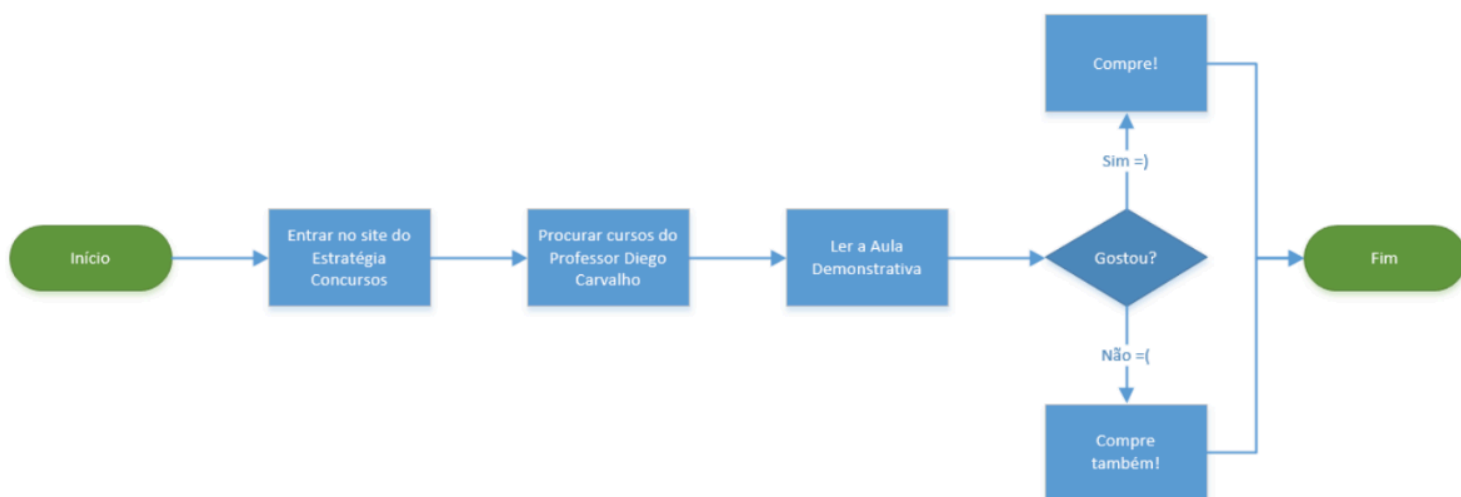 Início
Entrar no site do
Estratégia
Concursos
Procurar cursos do
Professor Diego
Carvalho
Ler a Aula
Demonstrativa
Gostou?
Sim =)
Compre!
Não =(
Compre
também!
Fim